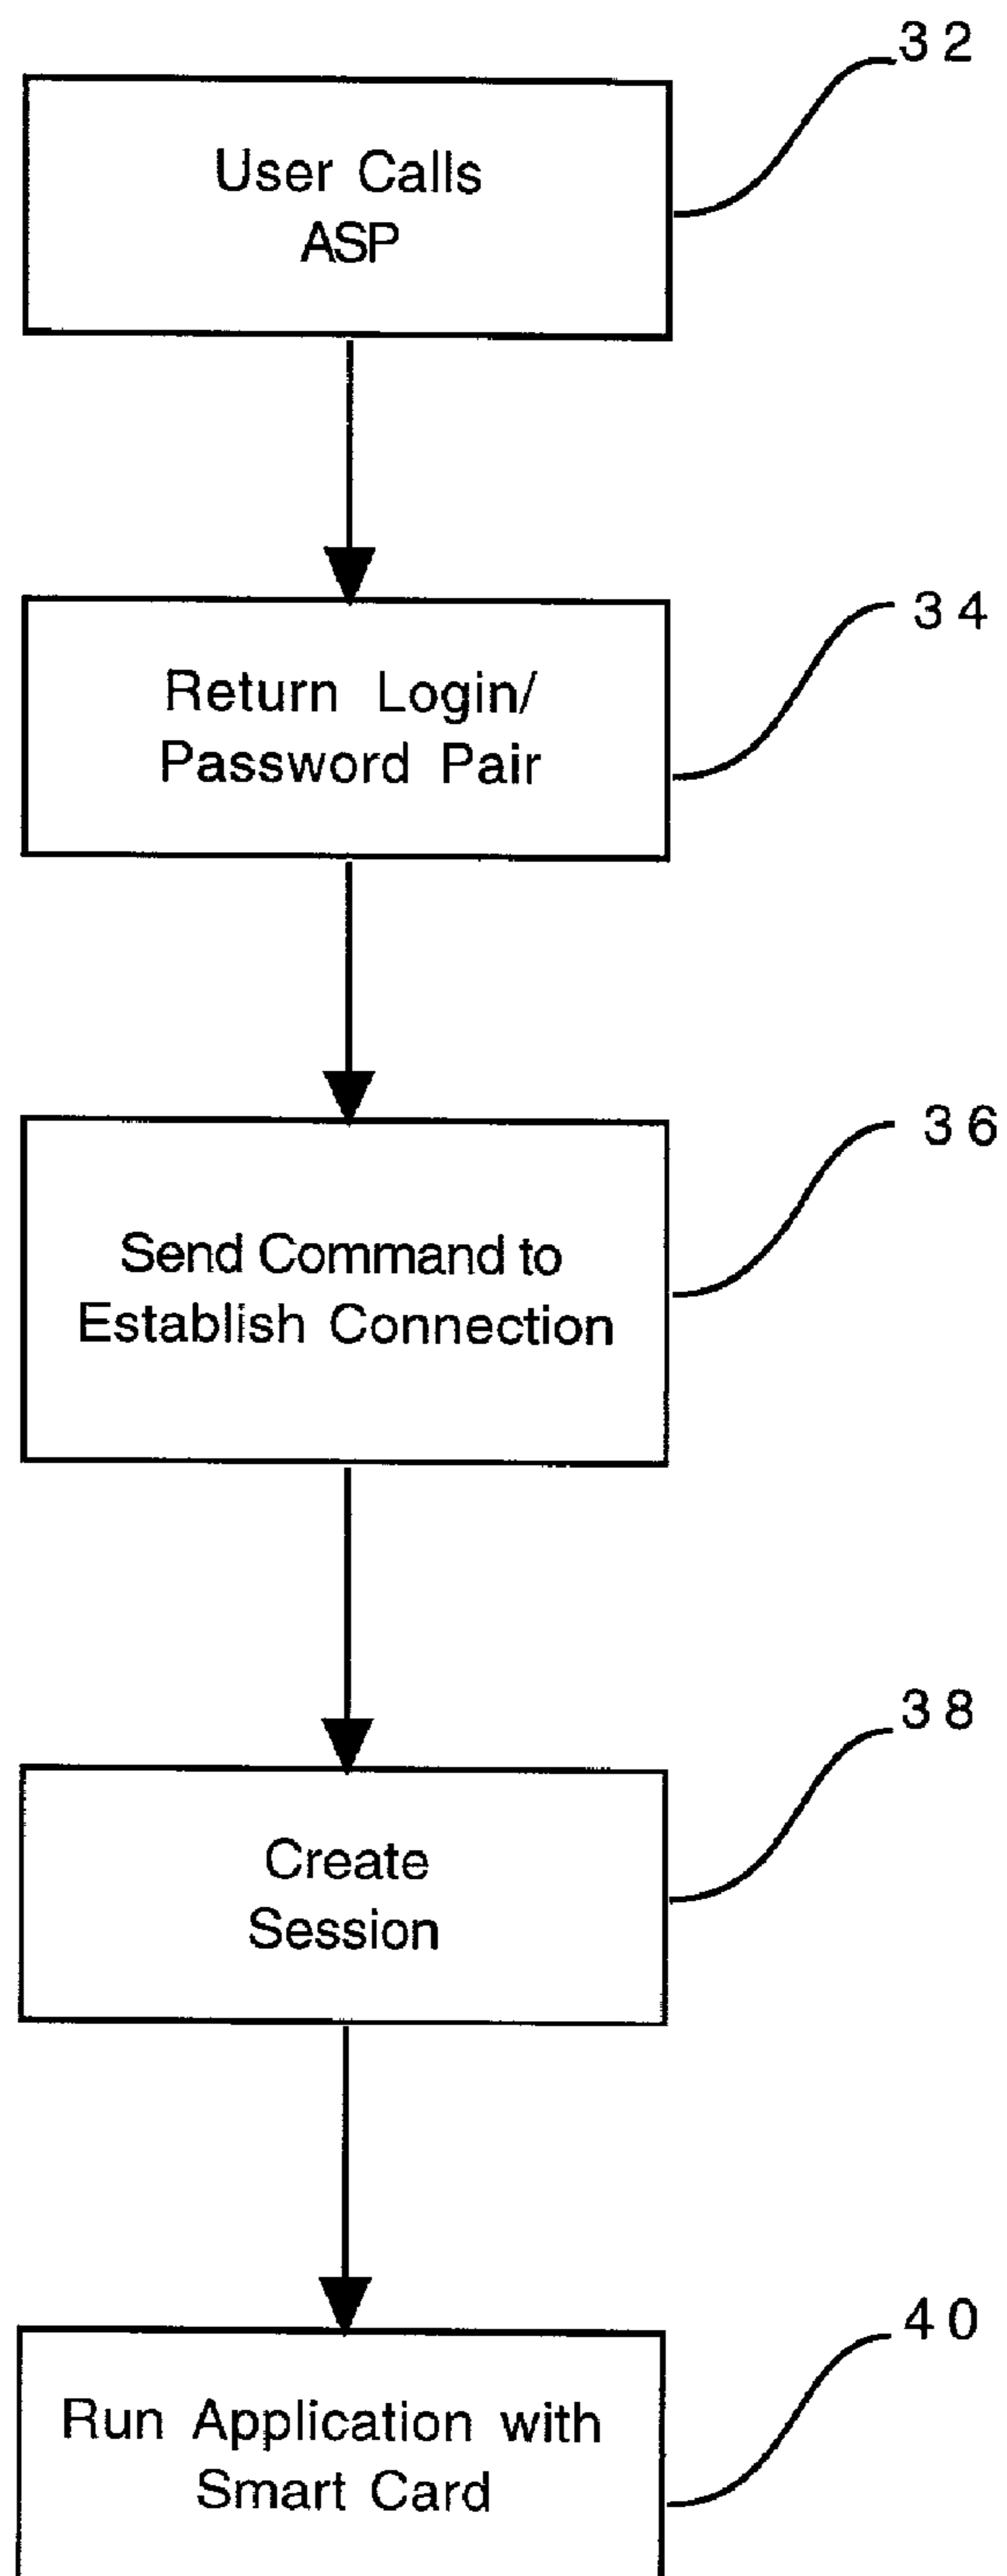 32
User Calls
ASP
34
Return Login/
Password Pair
36
Send Command to
Establish Connection
38
Create
Session
40
Run Application with
Smart Card